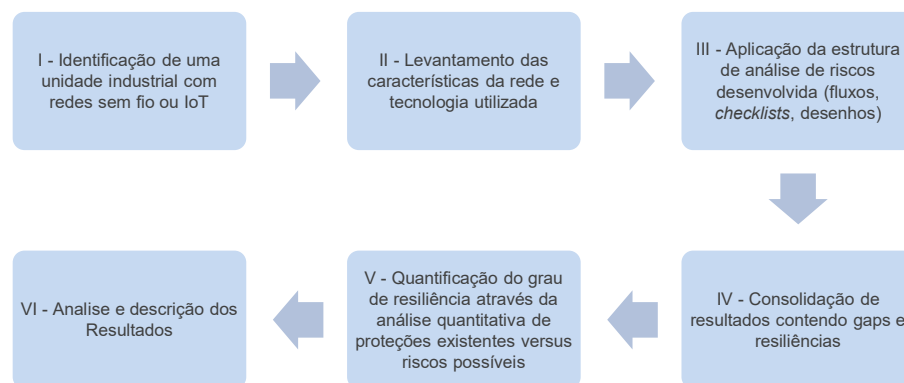 I - Identificação de uma
unidade industrial com
redes sem fio ou IoT
II - Levantamento das
características da rede e
tecnologia utilizada
III - Aplicação da estrutura
de análise de riscos
desenvolvida (fluxos,
checklists, desenhos)
IV - Consolidação de
resultados contendo gaps e
resiliências
V - Quantificação do grau
de resiliência através da
análise quantitativa de
proteções existentes versus
riscos possíveis
VI - Analise e descrição dos
Resultados